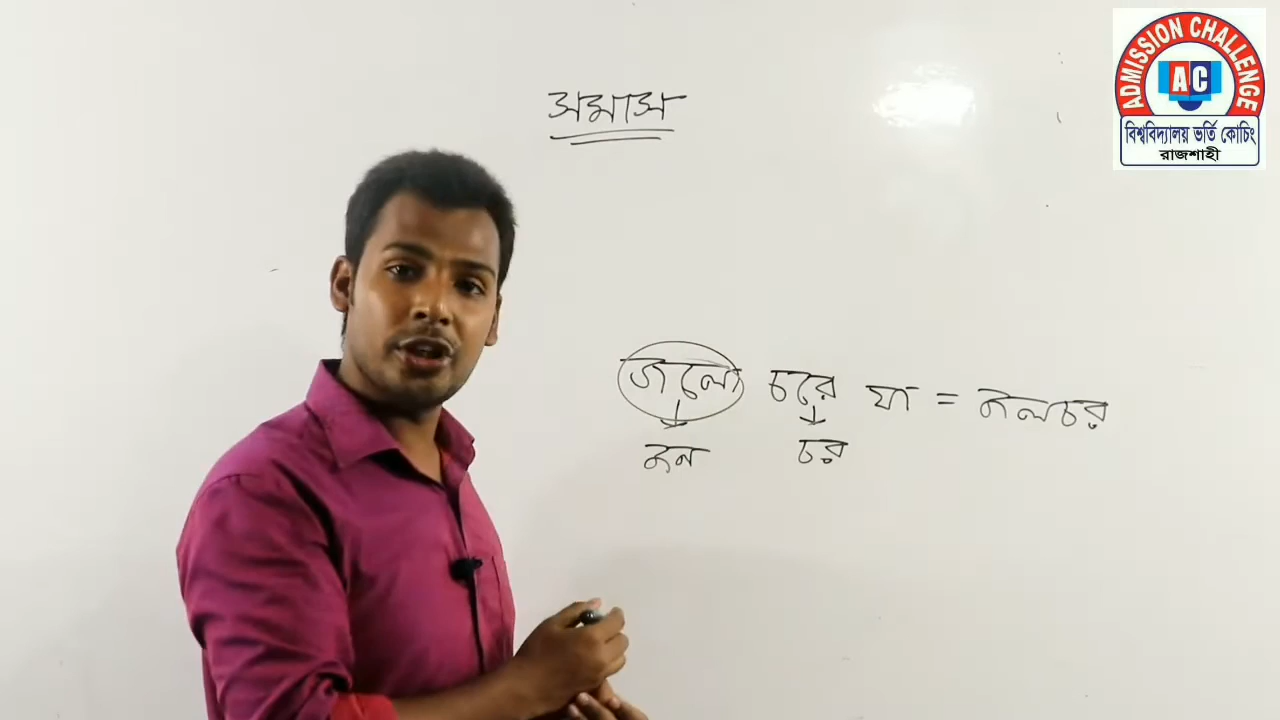 ADMISSION CHALLENGE
AC
বিশ্ববিদ্যালয় ভর্তি কোচিং
রাজশাহী
সমাস
জলে চরে যা = জলচর
জল চর